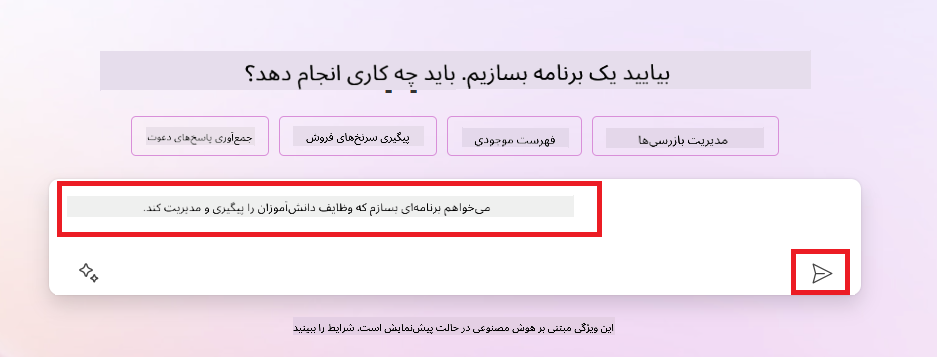 بیایید یک برنامه بسازیم. باید چه کاری انجام دهد؟
مدیریت بازرسی‌ها
فهرست موجودی
پیگیری سرنخ‌های فروش
جمع‌آوری پاسخ‌های دعوت
می‌خواهم برنامه‌ای بسازم که وظایف دانش‌آموزان را پیگیری و مدیریت کند.
این ویژگی مبتنی بر هوش مصنوعی در حالت پیش‌نمایش است. شرایط را ببینید